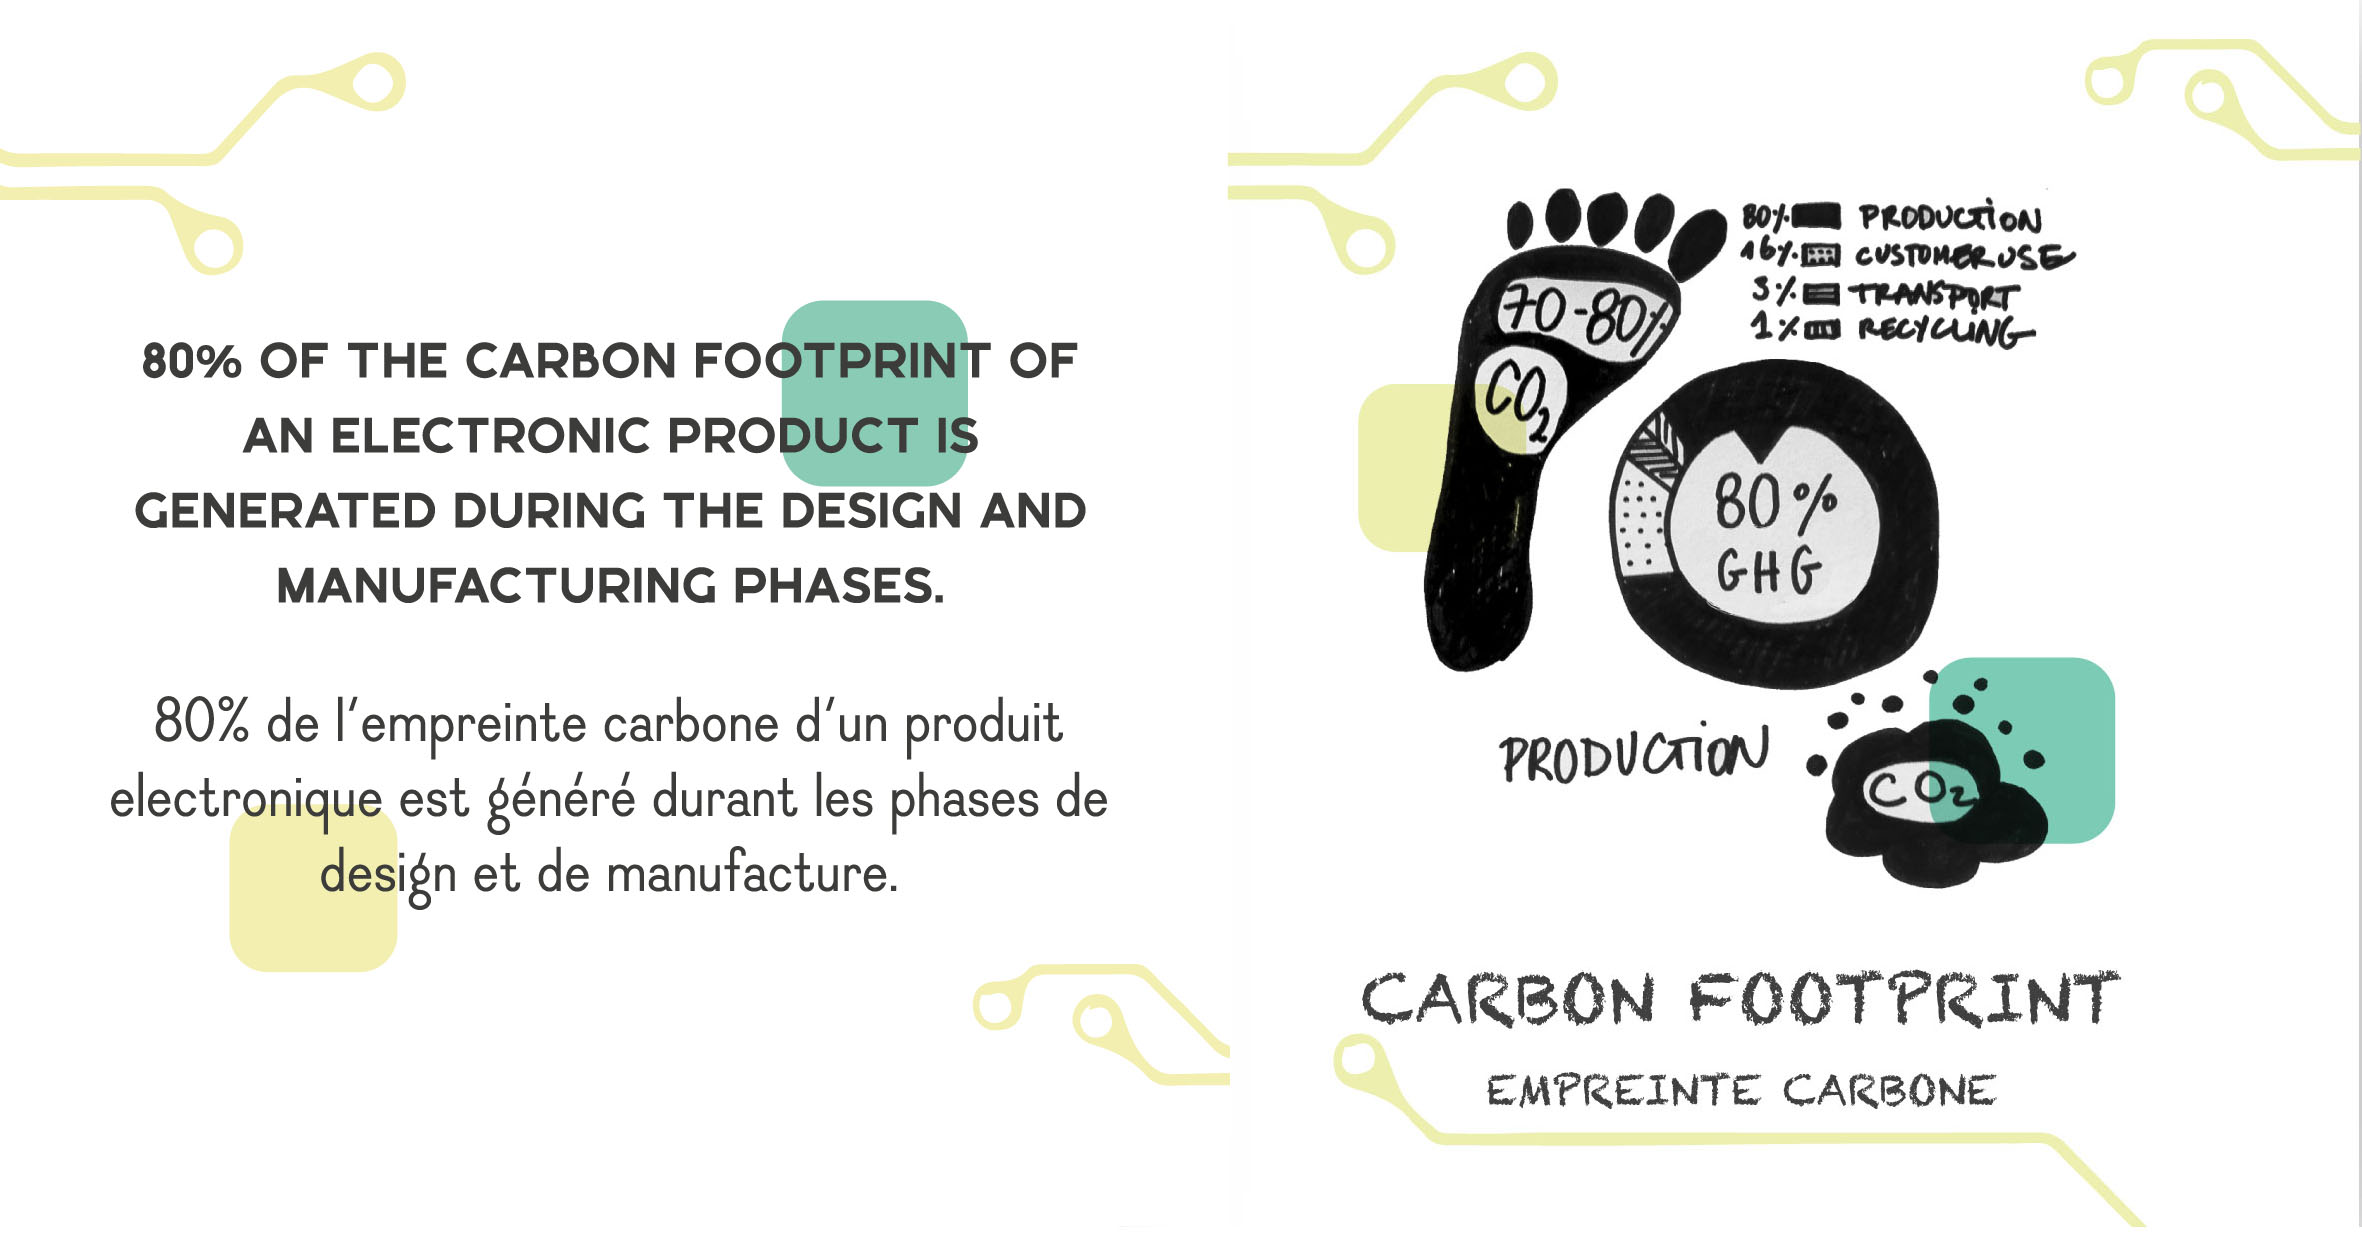 80% OF THE CARBON FOOTPRINT OF
AN ELECTRONIC PRODUCT IS
GENERATED DURING THE DESIGN AND
MANUFACTURING PHASES.
80% de l'empreinte carbone d'un produit
electronique est généré durant les phases de
design et de manufacture.
80% PRODUCTION
16% CUSTOMER USE
3% TRANSPORT
1% RECYCLING
70-80%
CO2
80%
GHG
PRODUCTION
CO2
CARBON FOOTPRINT
EMPREINTE CARBONE